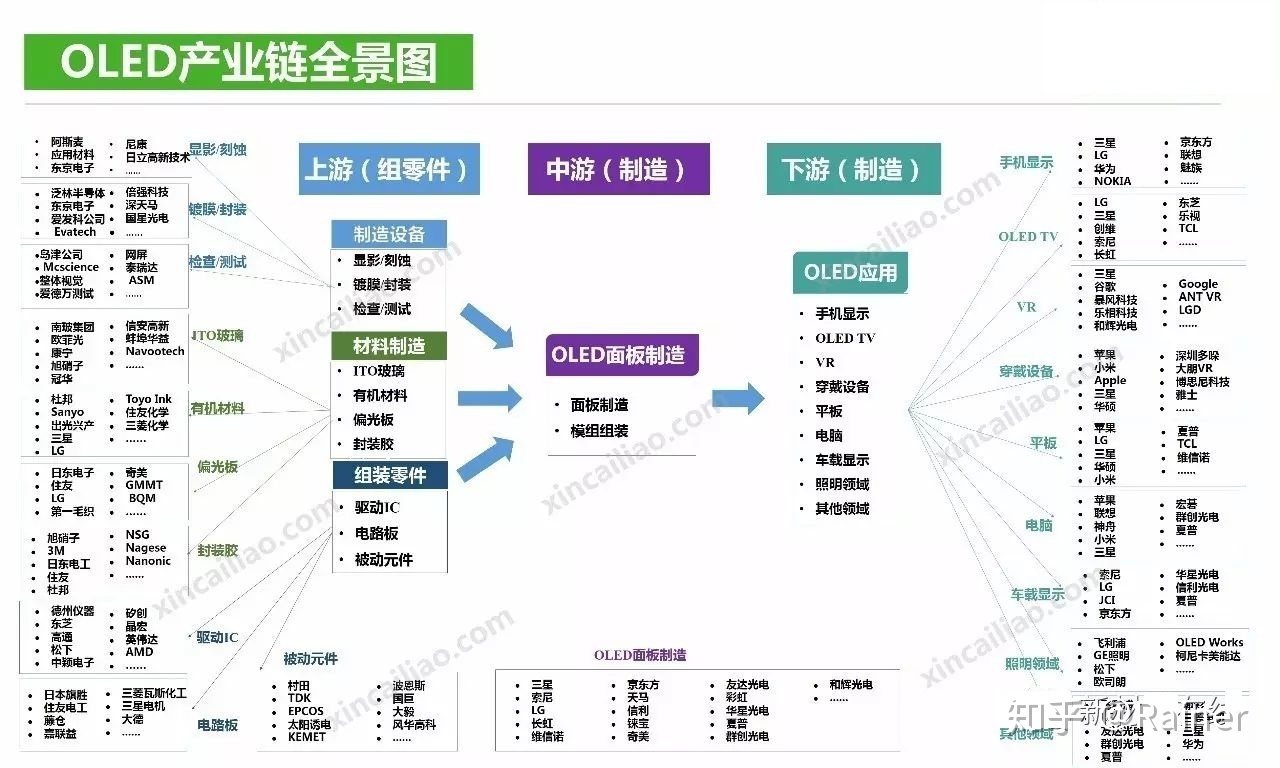 OLED产业链全景图
上游（组零件）
中游（制造）
下游（制造）
阿斯麦
应用材料
东京电子
尼康
日立高新技术
......
显影/刻蚀
泛林半导体
东京电子
爱发科公司
Evatech
倍强科技
深天马
国星光电
......
镀膜/封装
岛津公司
Mcscience
整体视觉
爱德万测试
网屏
泰瑞达
ASM
......
检查/测试
南玻集团
欧菲光
康宁
旭硝子
冠华
信安高新
蚌埠华益
Navootech
......
ITO玻璃
杜邦
Sanyo
出光兴产
三星
LG
Toyo Ink
住友化学
三菱化学
......
有机材料
日东电子
住友
LG
第一毛织
奇美
GMMT
BQM
......
偏光板
旭硝子
3M
日东电工
住友
杜邦
NSG
Nagese
Nanonic
......
封装胶
德州仪器
东芝
高通
松下
中颖电子
矽创
晶宏
英伟达
AMD
......
驱动IC
日本旗胜
住友电工
藤仓
嘉联益
三菱瓦斯化工
三星电机
大德
......
电路板
被动元件
村田
TDK
EPCOS
太阳诱电
KEMET
波恩斯
国巨
大毅
风华高科
......
制造设备
显影/刻蚀
镀膜/封装
检查/测试
材料制造
ITO玻璃
有机材料
偏光板
封装胶
组装零件
驱动IC
电路板
被动元件
OLED面板制造
面板制造
模组组装
OLED面板制造
三星
索尼
LG
长虹
维信诺
京东方
天马
信利
铼宝
奇美
友达光电
彩虹
华星光电
夏普
群创光电
和辉光电
......
OLED应用
手机显示
OLED TV
VR
穿戴设备
平板
电脑
车载显示
照明领域
其他领域
手机显示
三星
LG
华为
NOKIA
京东方
联想
魅族
......
OLED TV
LG
三星
创维
索尼
长虹
东芝
乐视
TCL
......
VR
三星
谷歌
暴风科技
乐相科技
和辉光电
Google
ANT VR
LGD
......
穿戴设备
苹果
小米
Apple
三星
华硕
深圳多哚
大朋VR
博思尼科技
雅士
......
平板
苹果
LG
三星
华硕
小米
夏普
TCL
维信诺
......
电脑
苹果
联想
神舟
小米
三星
宏碁
群创光电
夏普
......
车载显示
索尼
LG
JCI
京东方
华星光电
信利光电
夏普
......
照明领域
飞利浦
GE照明
松下
欧司朗
OLED Works
柯尼卡美能达
......
其他领域
友达光电
群创光电
夏普
三星
华为
......
xincailiao.com
xincailiao.com
xincailiao.com
xincailiao.com
xincailiao.com
xincailiao.com
xincailiao.com
xincailiao.com
知乎 @Rainer